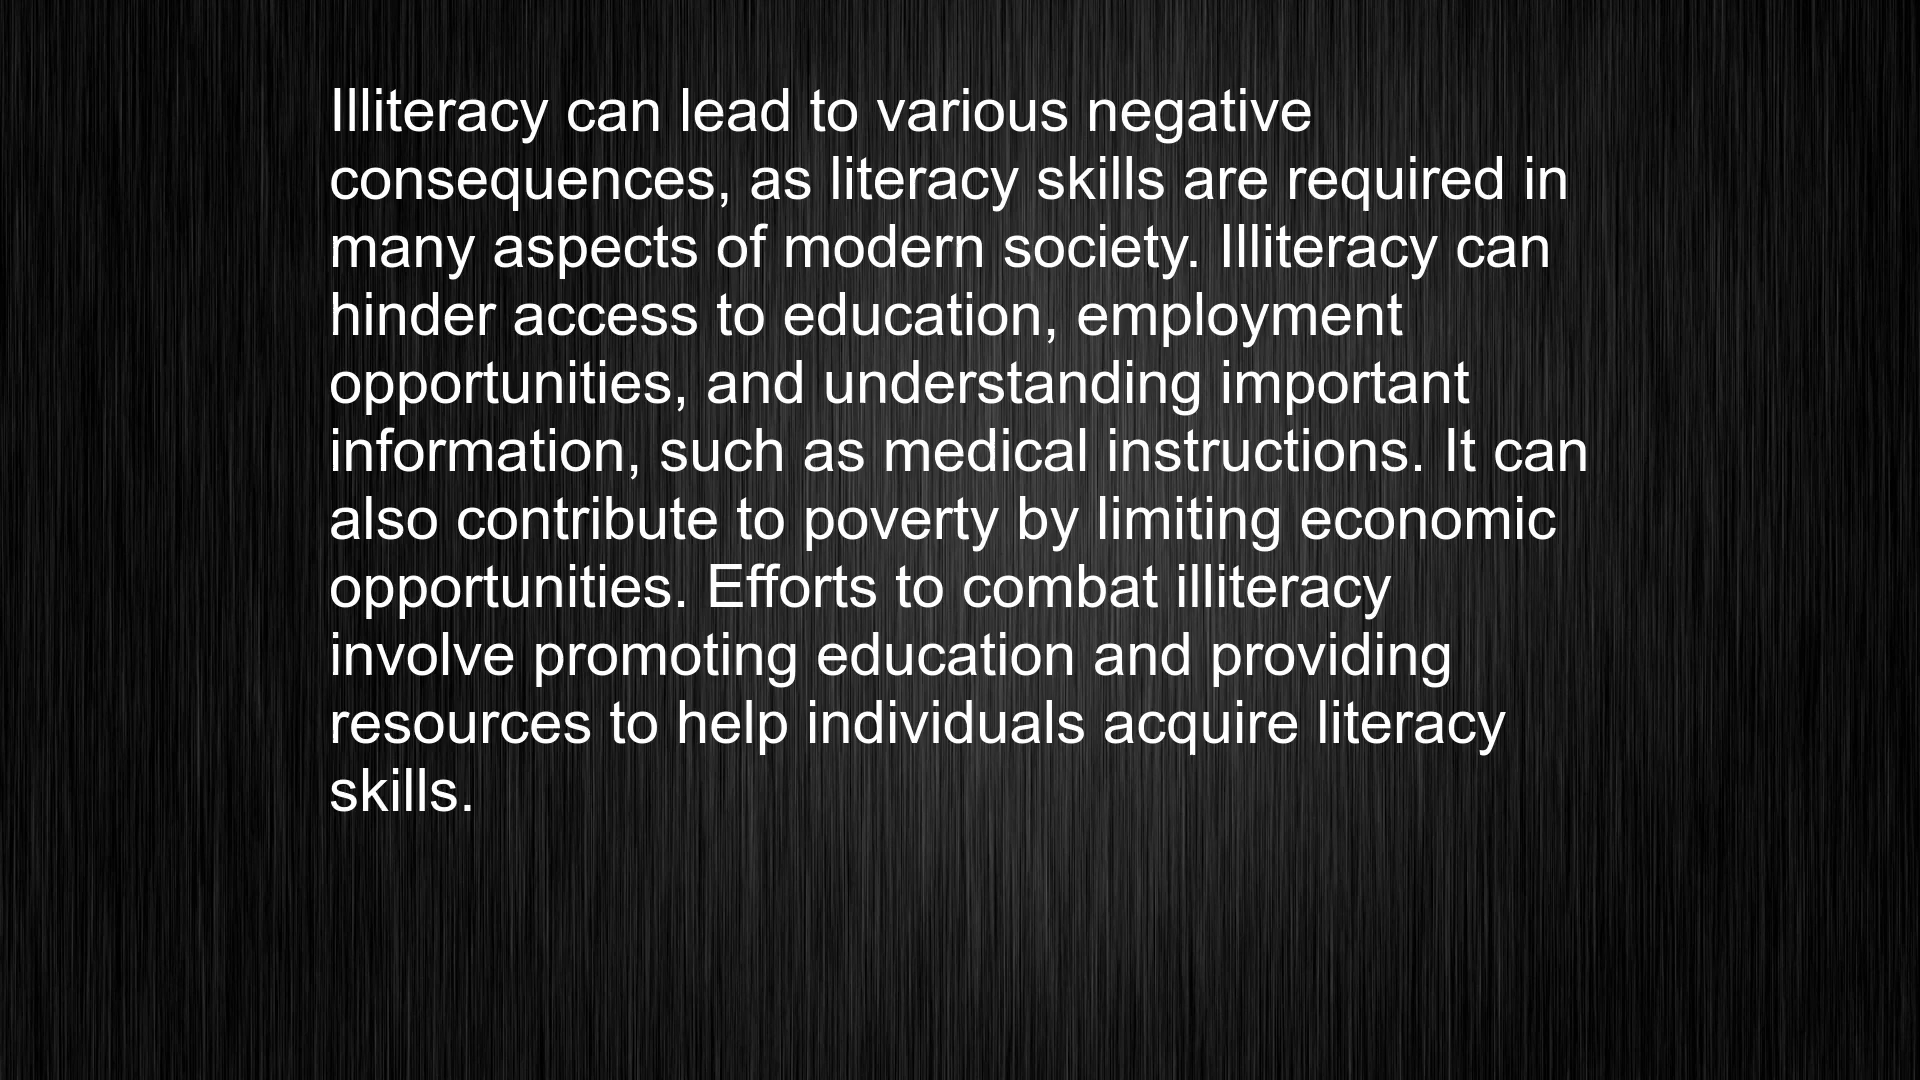 Illiteracy can lead to various negative
consequences, as literacy skills are required in
many aspects of modern society. Illiteracy can
hinder access to education, employment
opportunities, and understanding important
information, such as medical instructions. It can
also contribute to poverty by limiting economic
opportunities. Efforts to combat illiteracy
involve promoting education and providing
resources to help individuals acquire literacy
skills.